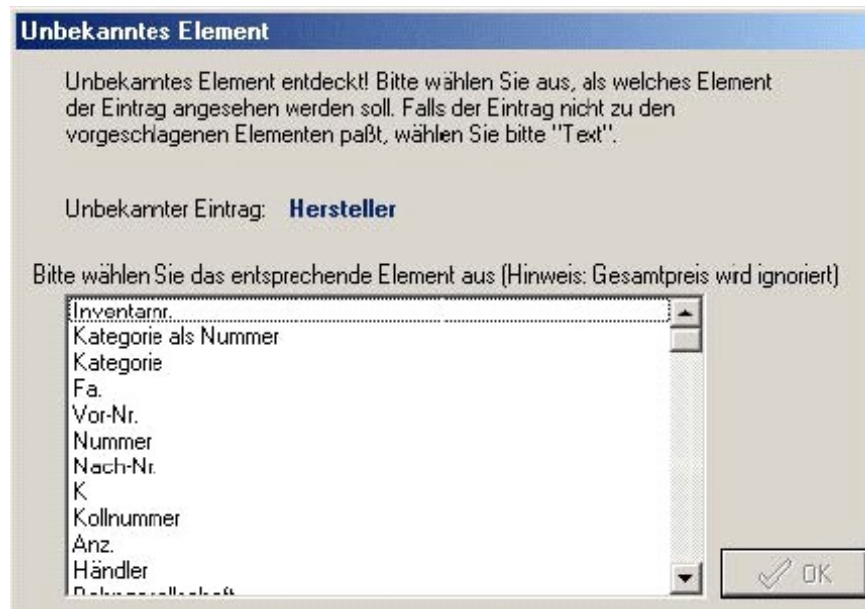 Unbekanntes Element
Unbekanntes Element entdeckt! Bitte wählen Sie aus, als welches Element
der Eintrag angesehen werden soll. Falls der Eintrag nicht zu den
vorgeschlagenen Elementen paßt, wählen Sie bitte "Text".
Unbekannter Eintrag: Hersteller
Bitte wählen Sie das entsprechende Element aus (Hinweis: Gesamtpreis wird ignoriert)
Inventarnr.
Kategorie als Nummer
Kategorie
Fa.
Vor-Nr.
Nummer
Nach-Nr.
K
Kollnummer
Anz.
Händler
OK